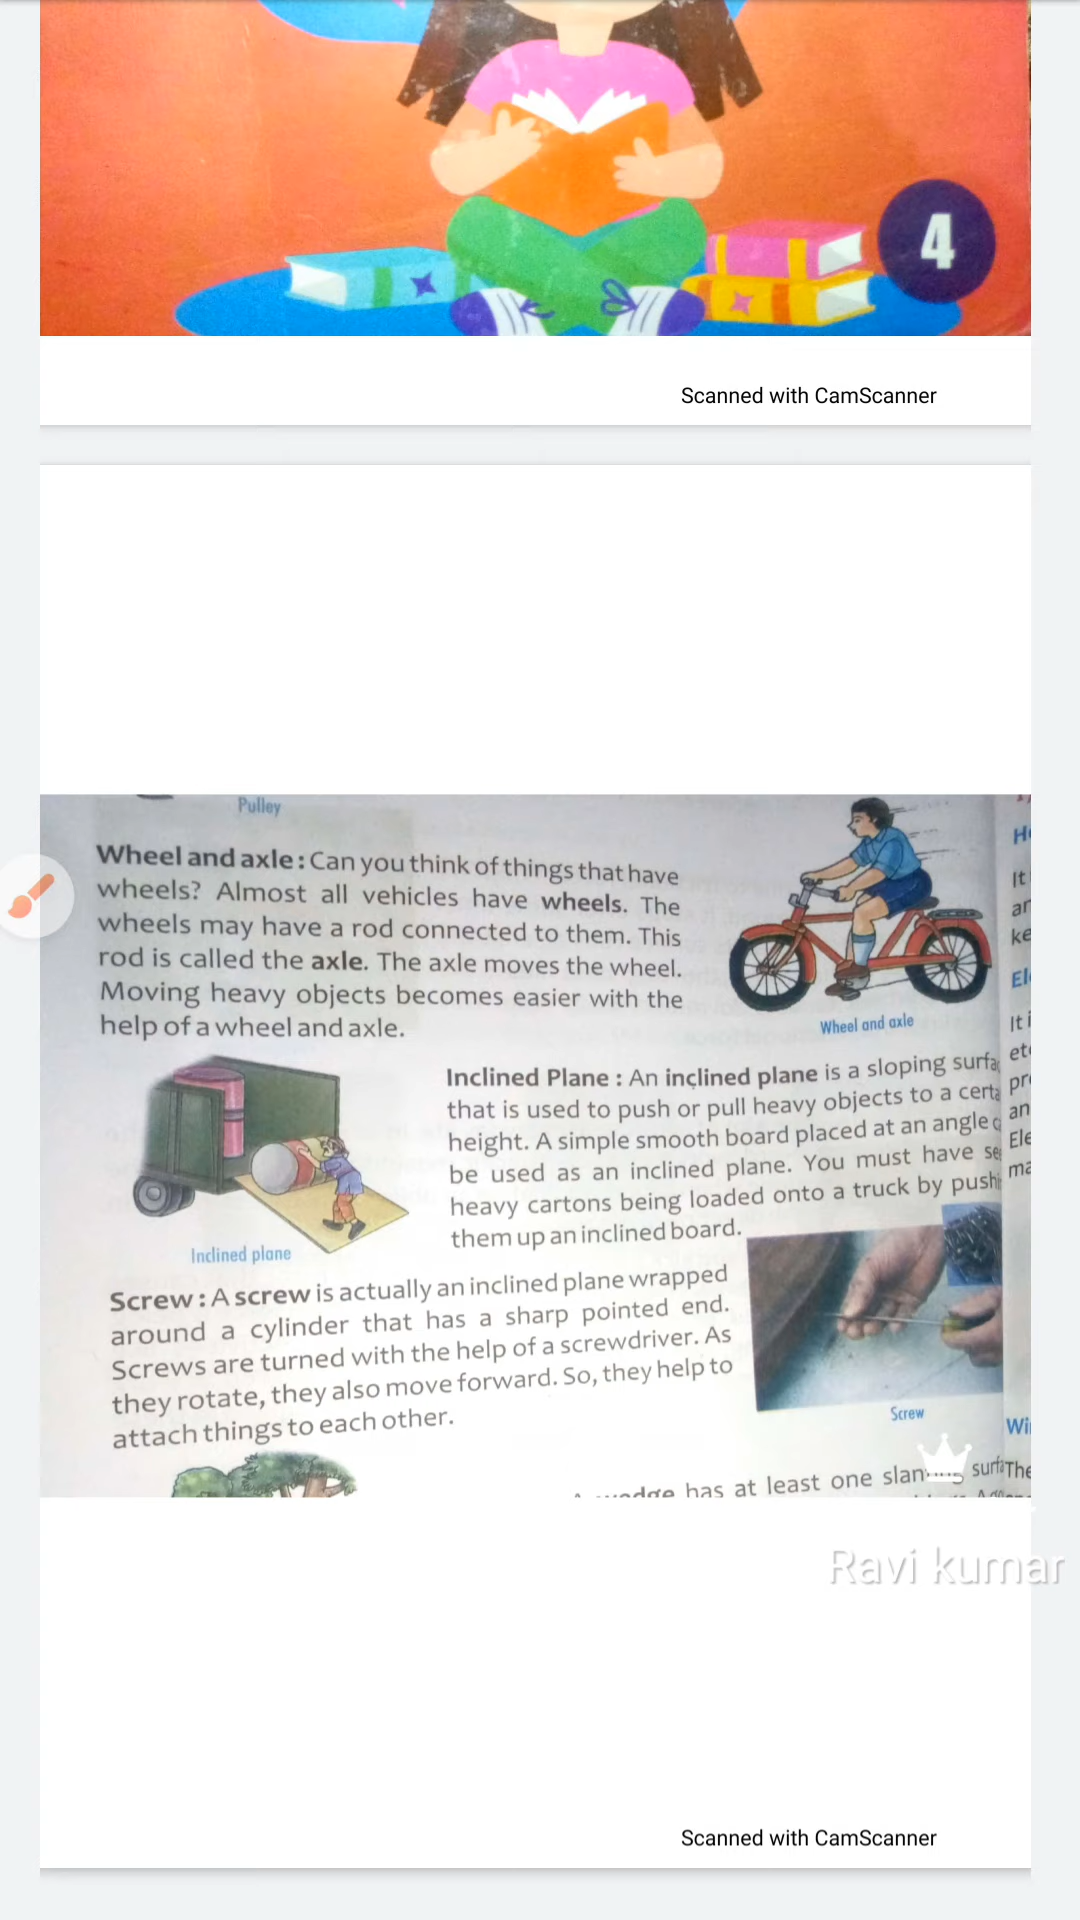 4
Scanned with CamScanner
Pulley
Wheel and axle : Can you think of things that have
wheels? Almost all vehicles have wheels. The
wheels may have a rod connected to them. This
rod is called the axle. The axle moves the wheel.
Moving heavy objects becomes easier with the
help of a wheel and axle.
Wheel and axle
Inclined Plane : An inclined plane is a sloping
that is used to push or pull heavy objects to a
height. A simple smooth board placed at an angle
be used as an inclined plane. You must have
heavy cartons being loaded onto a truck by
them up an inclined board.
Inclined plane
Screw : A screw is actually an inclined plane wrapped
around a cylinder that has a sharp pointed end.
Screws are turned with the help of a screwdriver. As
they rotate, they also move forward. So, they help to
attach things to each other.
Screw
has at least one
It
It
The
Ravi kumar
Scanned with CamScanner